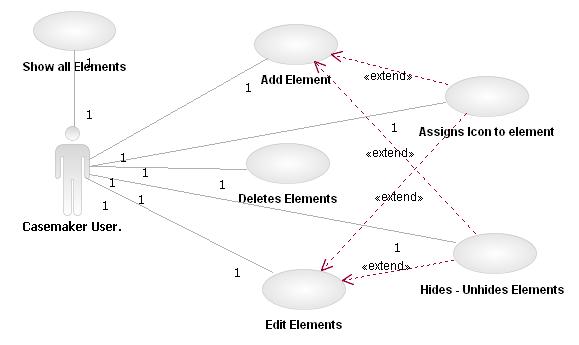 Show all Elements
1
1
Add Element
1
«extend»
Assigns Icon to element
1
1
«extend»
1
1
1
Deletes Elements
«extend»
1
1
Casemaker User.
1
«extend»
1
Hides - Unhides Elements
Edit Elements